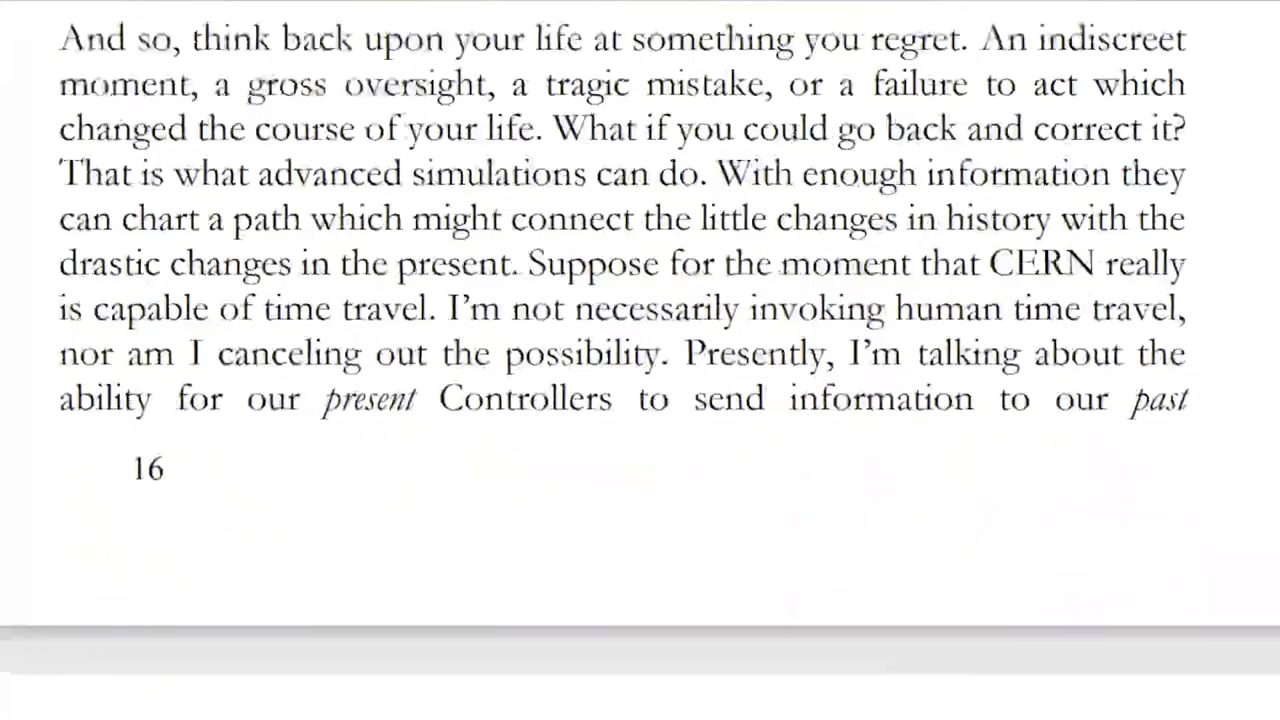 And so, think back upon your life at something you regret. An indiscreet
moment, a gross oversight, a tragic mistake, or a failure to act which
changed the course of your life. What if you could go back and correct it?
That is what advanced simulations can do. With enough information they
can chart a path which might connect the little changes in history with the
drastic changes in the present. Suppose for the moment that CERN really
is capable of time travel. I'm not necessarily invoking human time travel,
nor am I canceling out the possibility. Presently, I'm talking about the
ability for our present Controllers to send information to our past
16